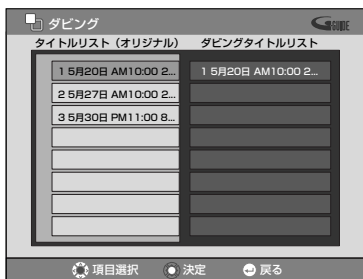 ダビング
GGUIDE
タイトルリスト（オリジナル） ダビングタイトルリスト
1 5月20日 AM10:00 2... 1 5月20日 AM10:00 2...
2 5月27日 AM10:00 2...
3 5月30日 PM11:00 8...
項目選択 決定 戻る